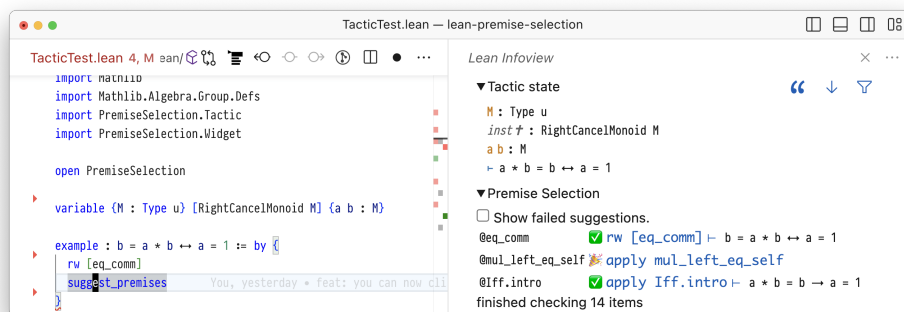 TacticTest.lean — lean-premise-selection
TacticTest.lean 4, M ean/
import Mathlib
import Mathlib.Algebra.Group.Defs
import PremiseSelection.Tactic
import PremiseSelection.Widget
open PremiseSelection
variable {M : Type u} [RightCancelMonoid M] {a b : M}
example : b = a * b ↔ a = 1 := by {
rw [eq_comm]
suggest_premises You, yesterday • feat: you can now cli
}
Lean Infoview
▼Tactic state
M : Type u
inst✝ : RightCancelMonoid M
a b : M
⊢ a * b = b ↔ a = 1
▼Premise Selection
Show failed suggestions.
@eq_comm ✅ rw [eq_comm] ⊢ b = a * b ↔ a = 1
@mul_left_eq_self 🎉 apply mul_left_eq_self
@Iff.intro ✅ apply Iff.intro ⊢ a * b = b → a = 1
finished checking 14 items